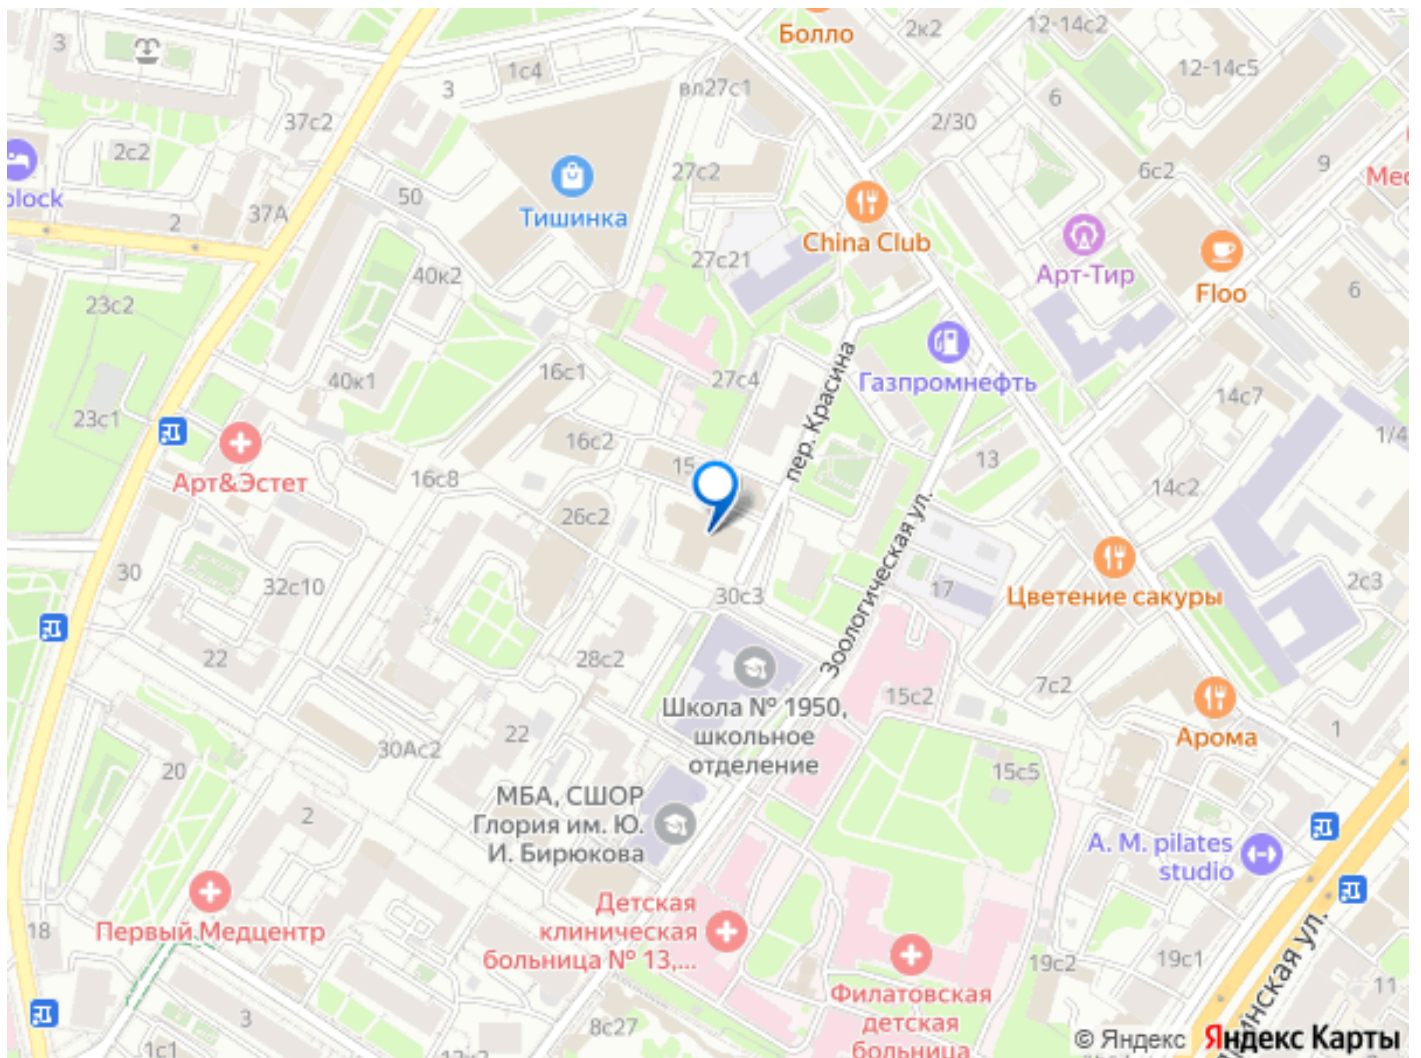 Болло
2к2
12-14с2
12-14с5
3
1с4
3
вл27с1
6
2/30
37с2
2с2
27с2
6с2
9
Мес
block
2
37А
50
Тишинка
China Club
27с21
Арт-Тир
Floo
6
23с2
40к2
пер. Красина
Газпромнефть
40к1
16с1
27с4
14с7
23с1
16с2
15
13
1/4
Арт&Эстет
16с8
14с2
26с2
Зоологическая ул.
30
32с10
30с3
17
Цветение сакуры
2с3
22
28с2
Школа № 1950,
школьное
отделение
15с2
7с2
Арома
1
22
30Ас2
20
2
МБА, СШОР
Глория им. Ю.
И. Бирюкова
15с5
A. M. pilates
studio
Детская
клиническая
больница № 13,...
Первый Медцентр
18
19с2
19с1
Филатовская
детская
больница
11
3
8с27
1с1
© Яндекс
Яндекс Карты